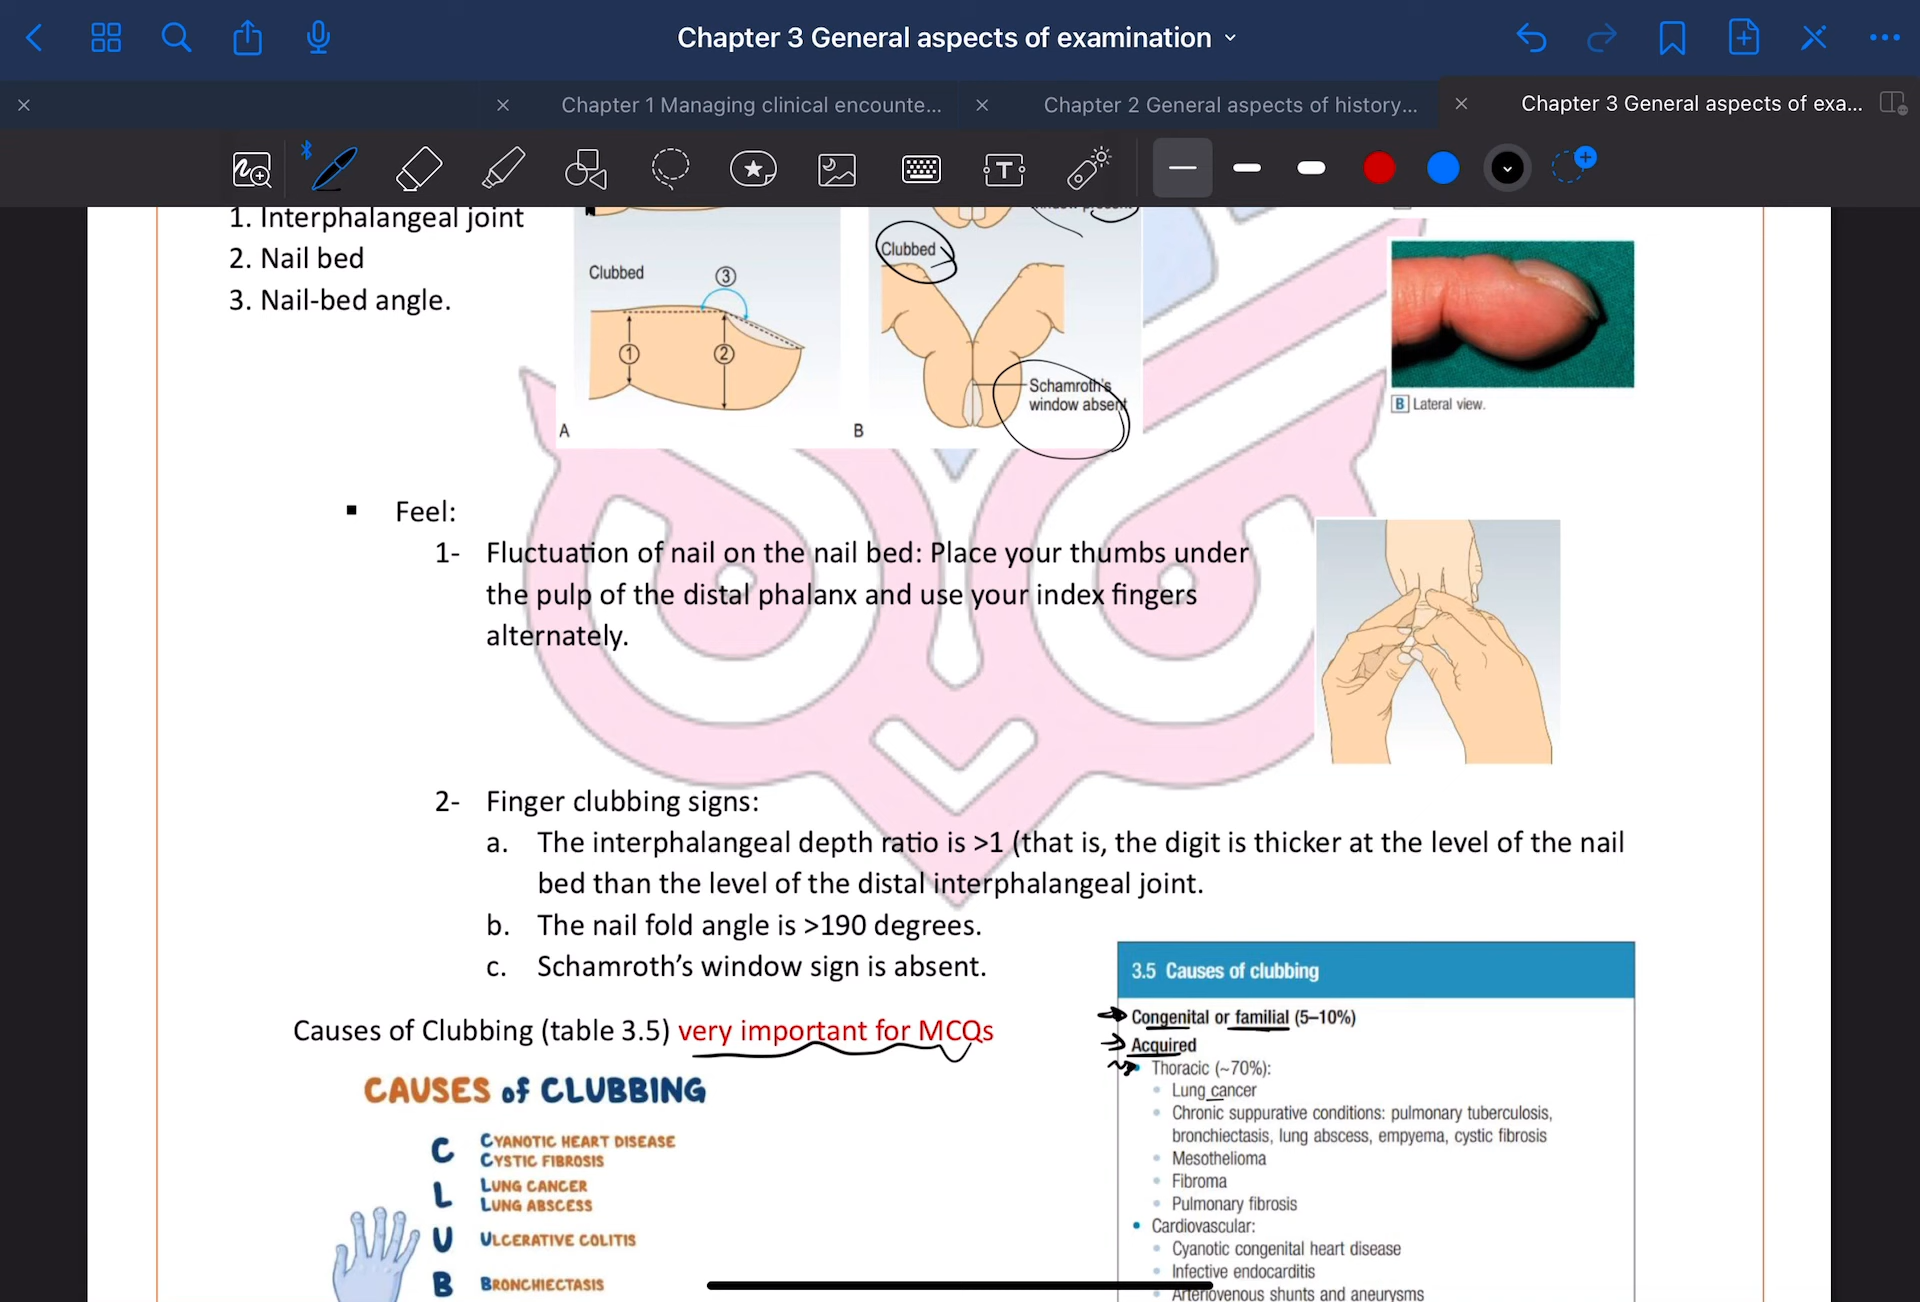 Chapter 3 General aspects of examination
Chapter 1 Managing clinical encounte...
Chapter 2 General aspects of history...
Chapter 3 General aspects of exa...
T
1. Interphalangeal joint
2. Nail bed
3. Nail-bed angle.
Clubbed
3
1
2
A
Clubbed
Schamroth's
window absent
B
B Lateral view.
Feel:
1- Fluctuation of nail on the nail bed: Place your thumbs under
the pulp of the distal phalanx and use your index fingers
alternately.
2- Finger clubbing signs:
a. The interphalangeal depth ratio is >1 (that is, the digit is thicker at the level of the nail
bed than the level of the distal interphalangeal joint.
b. The nail fold angle is >190 degrees.
c. Schamroth's window sign is absent.
Causes of Clubbing (table 3.5) very important for MCQs
CAUSES of CLUBBING
C CYANOTIC HEART DISEASE
CYSTIC FIBROSIS
L LUNG CANCER
LUNG ABSCESS
U ULCERATIVE COLITIS
B BRONCHIECTASIS
3.5 Causes of clubbing
Congenital or familial (5–10%)
Acquired
• Thoracic (~70%):
• Lung cancer
• Chronic suppurative conditions: pulmonary tuberculosis,
bronchiectasis, lung abscess, empyema, cystic fibrosis
• Mesothelioma
• Fibroma
• Pulmonary fibrosis
• Cardiovascular:
• Cyanotic congenital heart disease
• Infective endocarditis
• Arteriovenous shunts and aneurysms